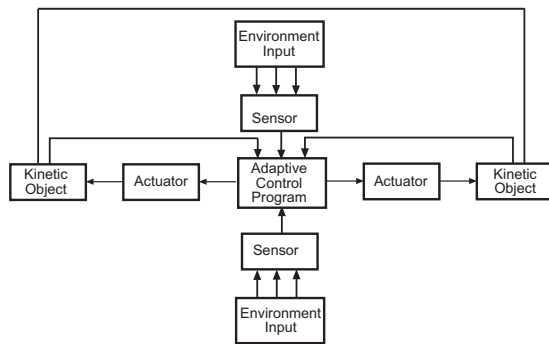 Environment
Input
Sensor
Kinetic
Object
Actuator
Adaptive
Control
Program
Actuator
Kinetic
Object
Sensor
Environment
Input